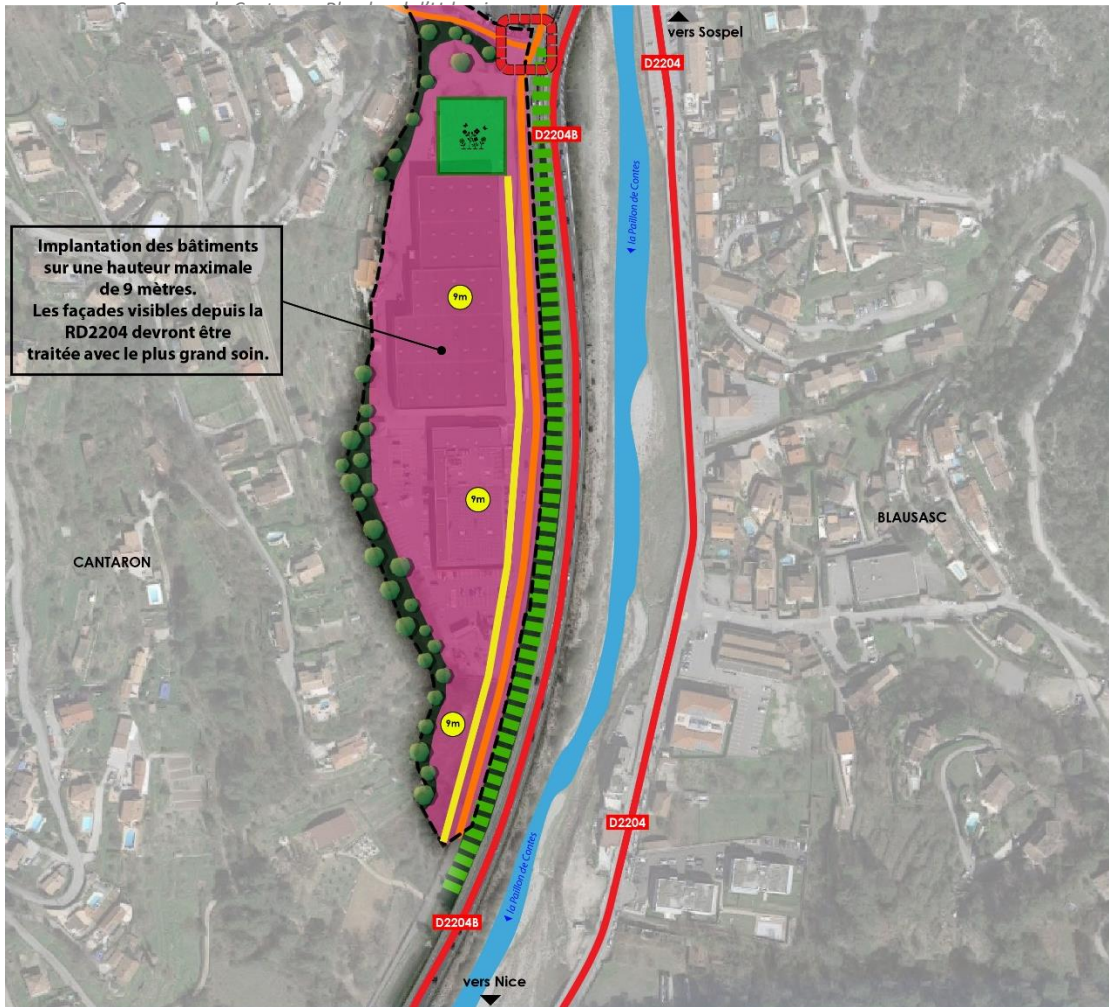 vers Sospel
D2204
D2204B
la Paillon de Contes
Implantation des bâtiments
sur une hauteur maximale
de 9 mètres.
Les façades visibles depuis la
RD2204 devront être
traitée avec le plus grand soin.
9m
9m
BLAUSASC
CANTARON
9m
D2204
la Paillon de Contes
D2204B
vers Nice